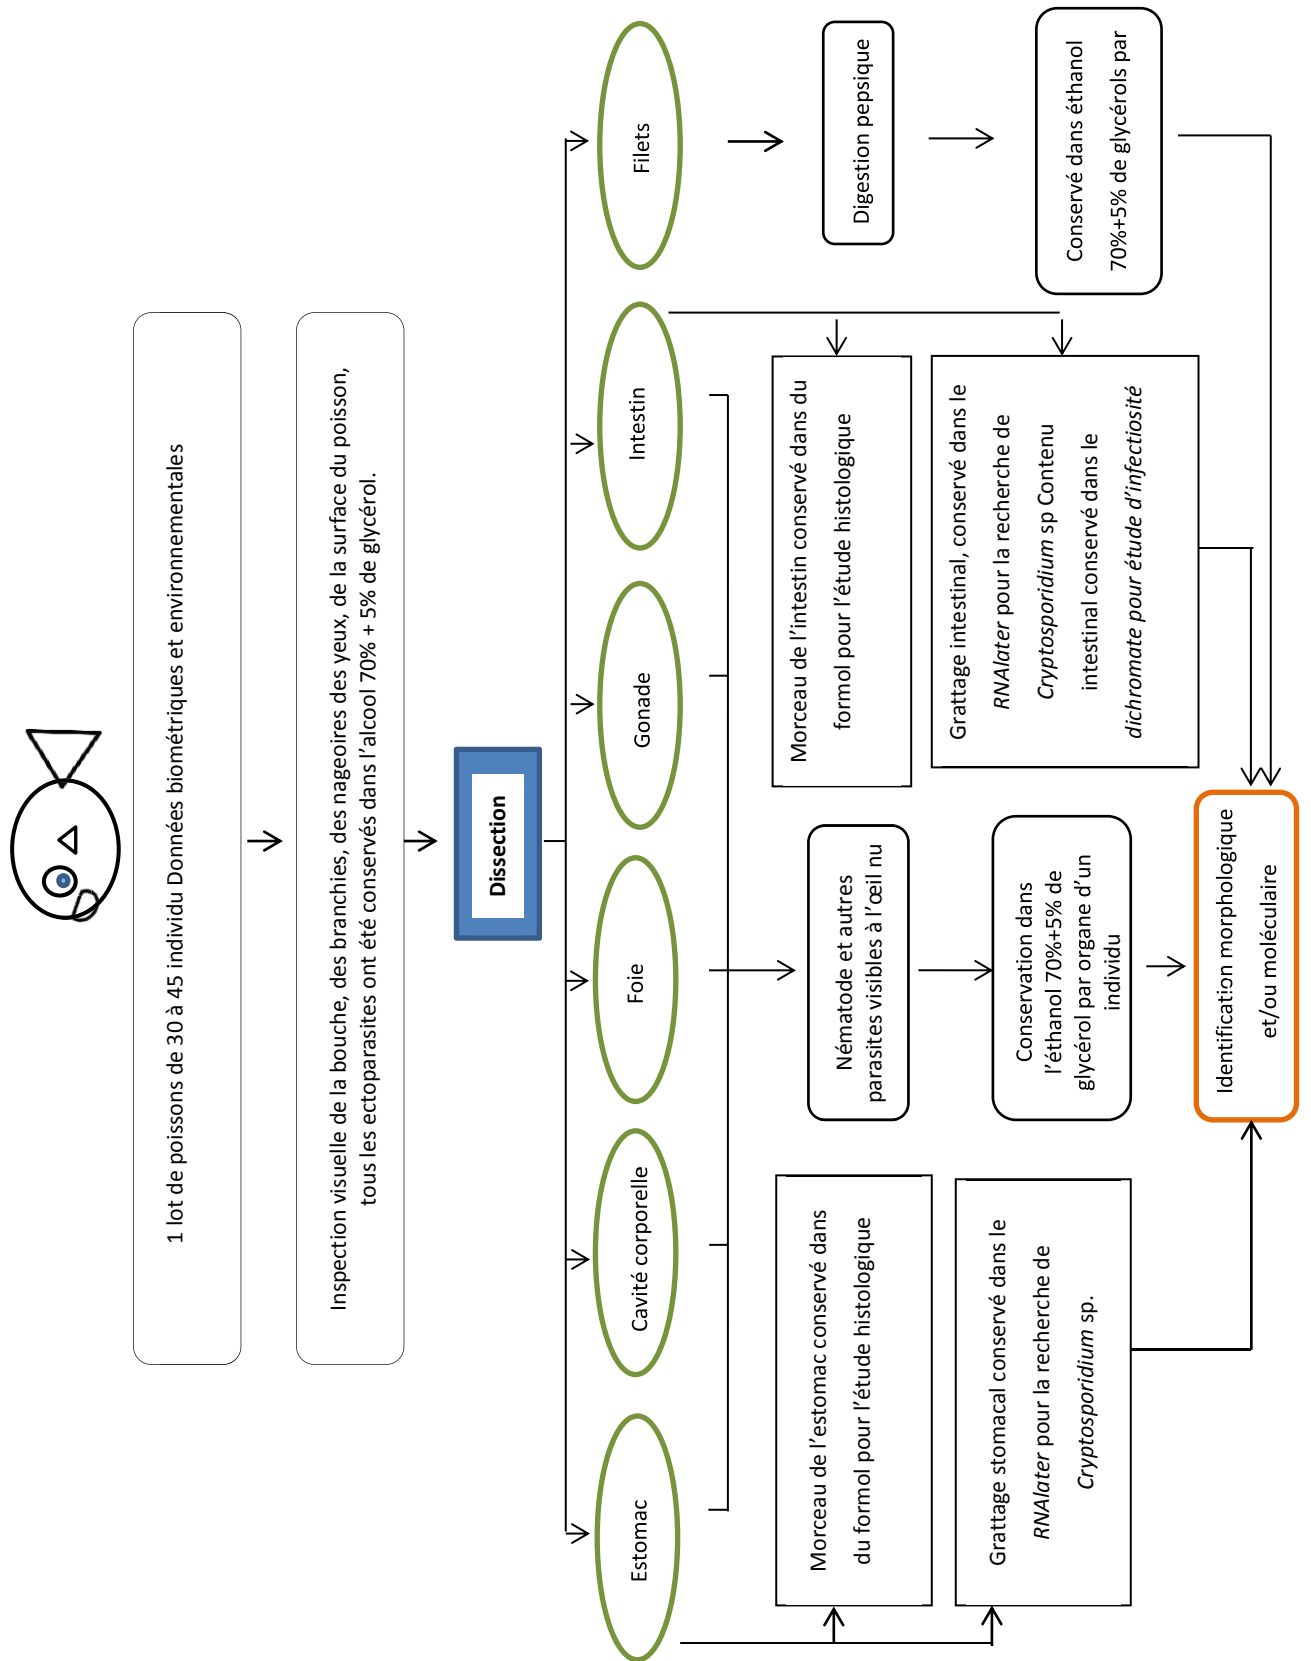 1 lot de poissons de 30 à 45 individu Données biométriques et environnementales
Inspection visuelle de la bouche, des branchies, des nageoires des yeux, de la surface du poisson,
tous les ectoparasites ont été conservés dans l'alcool 70% + 5% de glycérol.
Dissection
Estomac
Cavité corporelle
Foie
Gonade
Intestin
Filets
Morceau de l'estomac conservé dans
du formol pour l'étude histologique
Grattage stomacal conservé dans le
RNAlater pour la recherche de
Cryptosporidium sp.
Nématode et autres
parasites visibles à l'œil nu
Conservation dans
l'éthanol 70%+5% de
glycérol par organe d'un
individu
Morceau de l'intestin conservé dans du
formol pour l'étude histologique
Grattage intestinal, conservé dans le
RNAlater pour la recherche de
Cryptosporidium sp Contenu
intestinal conservé dans le
dichromate pour étude d'infectiosité
Digestion pepsique
Conservé dans éthanol
70%+5% de glycérols par
Identification morphologique
et/ou moléculaire